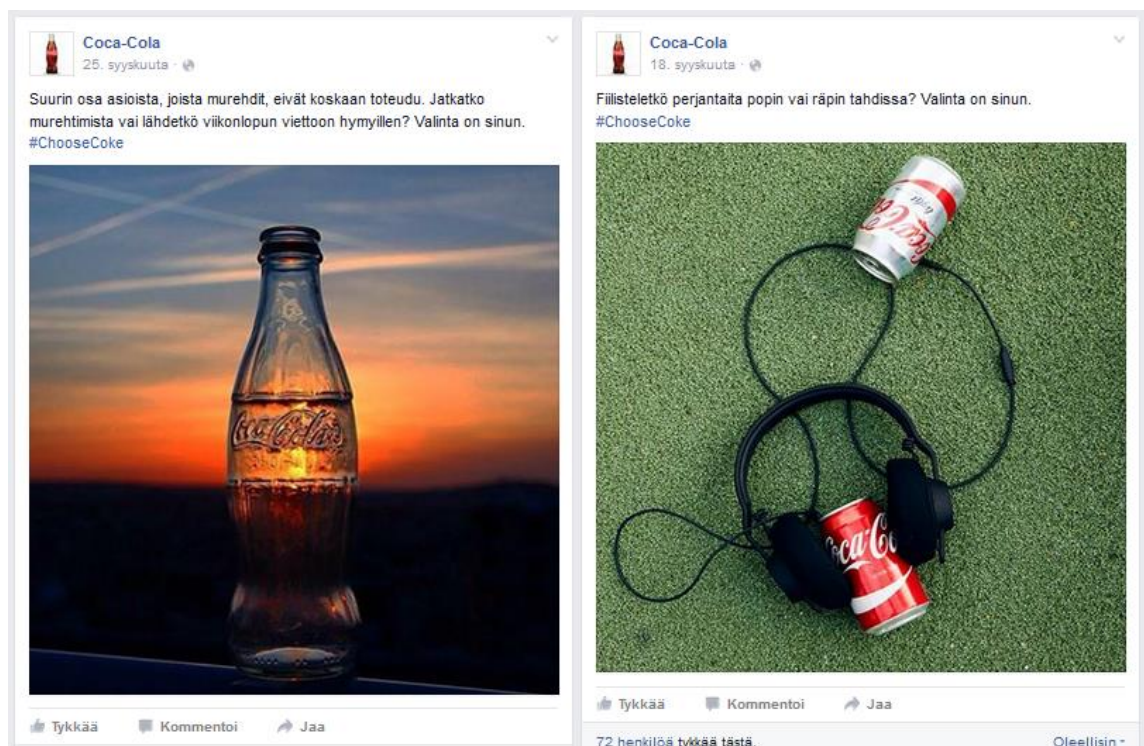 Coca-Cola
25. syyskuuta
Suurin osa asioista, joista murehdit, eivät koskaan toteudu. Jatkatko
murehtimista vai lähdetkö viikonlopun viettoon hymyillen? Valinta on sinun.
#ChooseCoke
Coca-Cola
Tykkää Kommentoi Jaa
Coca-Cola
18. syyskuuta
Fiilisteletkö perjantaita popin vai räpin tahdissa? Valinta on sinun.
#ChooseCoke
Coca-Cola
light
Coca-Co
Tykkää Kommentoi Jaa
72 henkilöä tykkää tästä. Oleellisin